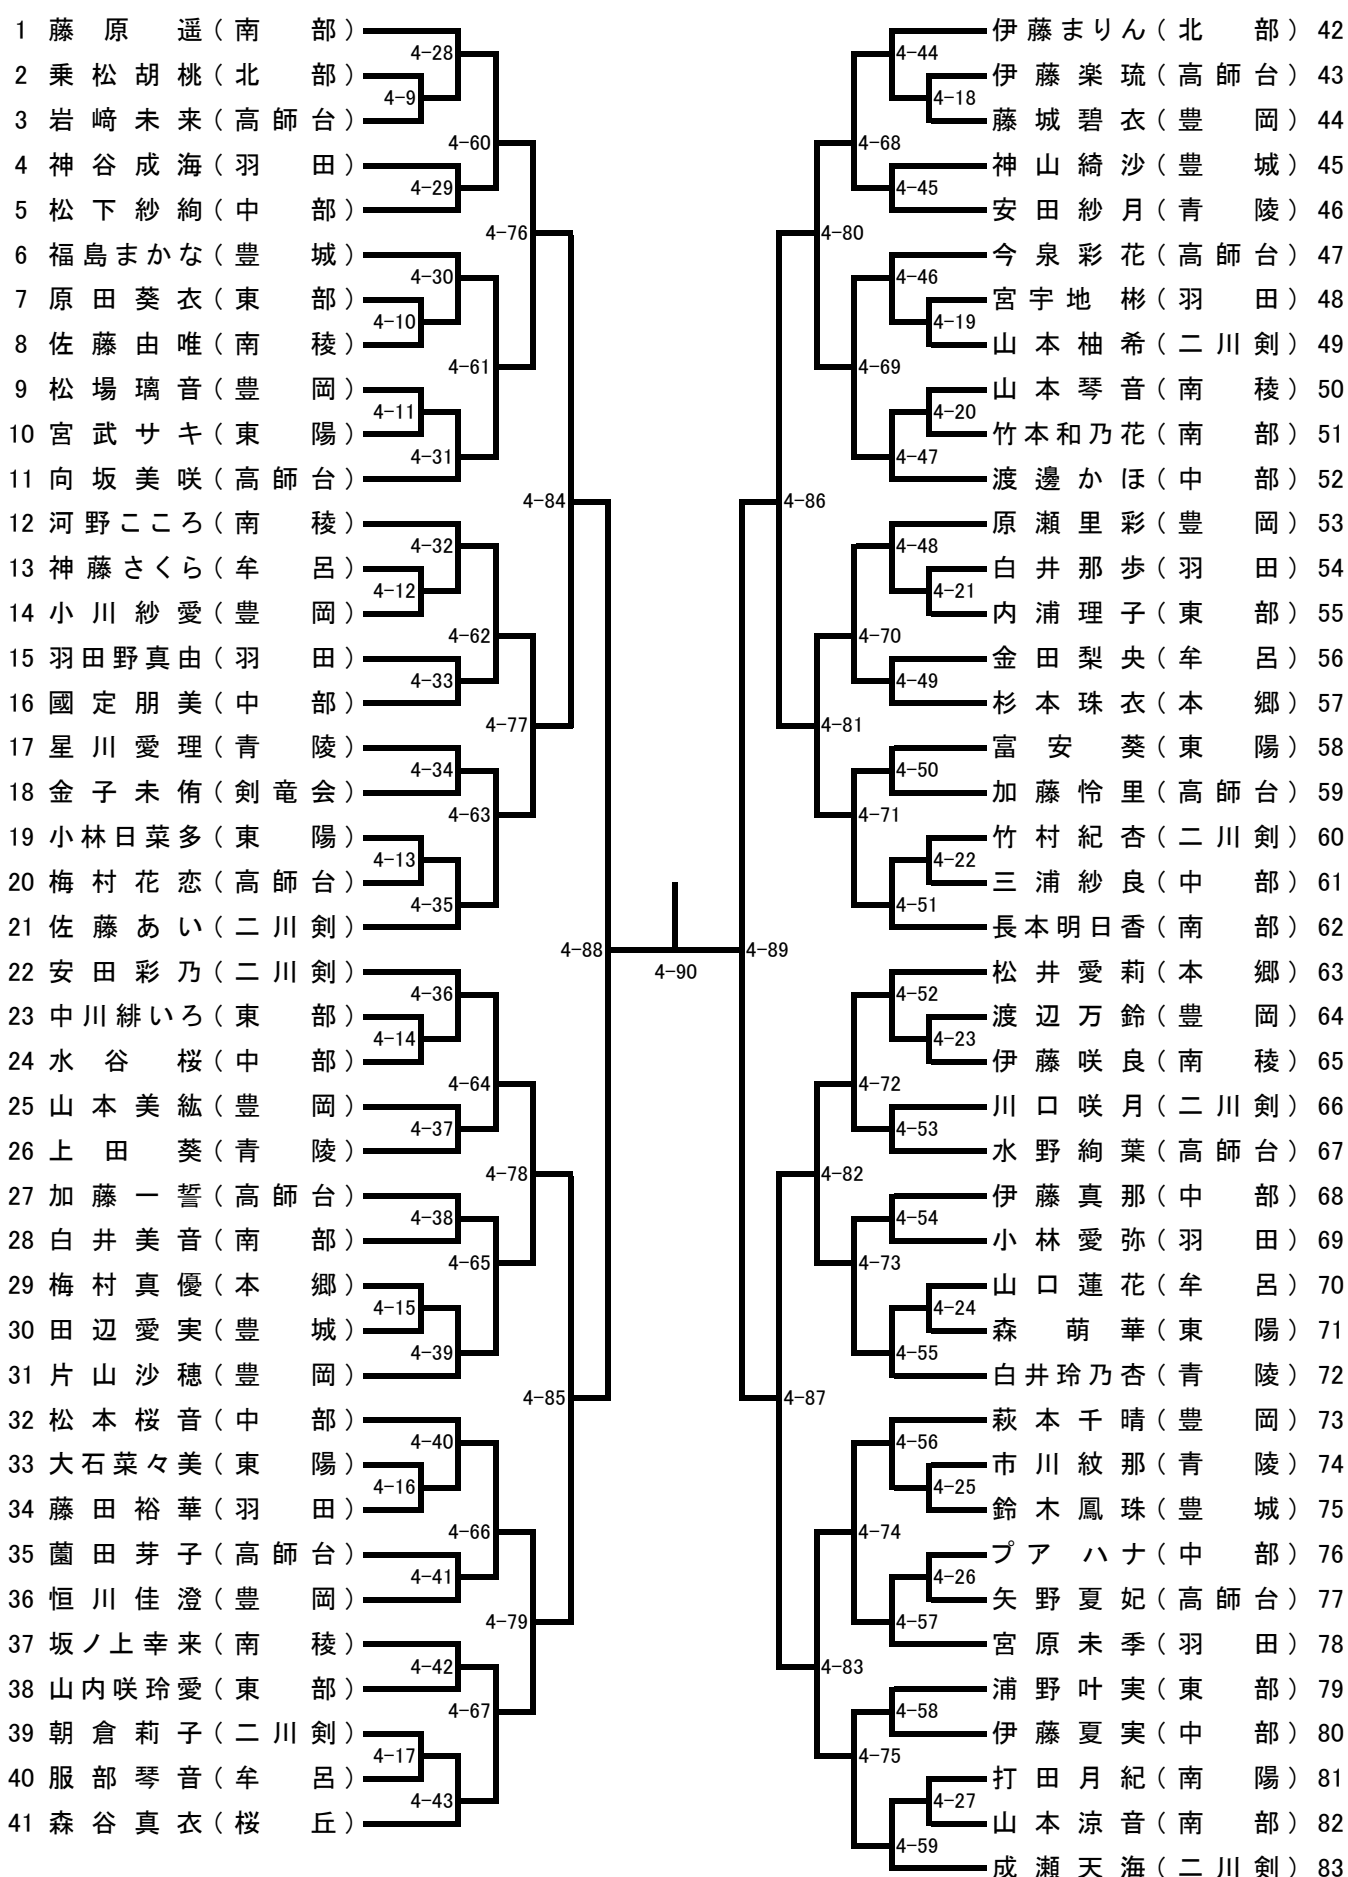 1 藤原遥(南部)
2 乗松胡桃(北部)
3 岩﨑未来(高師台)
4 神谷成海(羽田)
5 松下紗絢(中部)
6 福島まかな(豊城)
7 原田葵衣(東部)
8 佐藤由唯(南稜)
9 松場璃音(豊岡)
10 宮武サキ(東陽)
11 向坂美咲(高師台)
12 河野こころ(南稜)
13 神藤さくら(牟呂)
14 小川紗愛(豊岡)
15 羽田野真由(羽田)
16 國定朋美(中部)
17 星川愛理(青陵)
18 金子未侑(剣竜会)
19 小林日菜多(東陽)
20 梅村花恋(高師台)
21 佐藤あい(二川剣)
22 安田彩乃(二川剣)
23 中川緋いろ(東部)
24 水谷桜(中部)
25 山本美紘(豊岡)
26 上田葵(青陵)
27 加藤一誓(高師台)
28 白井美音(南部)
29 梅村真優(本郷)
30 田辺愛実(豊城)
31 片山沙穂(豊岡)
32 松本桜音(中部)
33 大石菜々美(東陽)
34 藤田裕華(羽田)
35 薗田芽子(高師台)
36 恒川佳澄(豊岡)
37 坂ノ上幸来(南稜)
38 山内咲玲愛(東部)
39 朝倉莉子(二川剣)
40 服部琴音(牟呂)
41 森谷真衣(桜丘)
4-9
4-10
4-11
4-12
4-13
4-14
4-15
4-16
4-17
4-28
4-29
4-30
4-31
4-32
4-33
4-34
4-35
4-36
4-37
4-38
4-39
4-40
4-41
4-42
4-43
4-60
4-61
4-62
4-63
4-64
4-65
4-66
4-67
4-76
4-77
4-78
4-79
4-84
4-85
4-88
4-90
4-89
4-86
4-87
4-80
4-81
4-82
4-83
4-68
4-69
4-70
4-71
4-72
4-73
4-74
4-75
4-44
4-45
4-46
4-47
4-48
4-49
4-50
4-51
4-52
4-53
4-54
4-55
4-56
4-57
4-58
4-59
4-18
4-19
4-20
4-21
4-22
4-23
4-24
4-25
4-26
4-27
伊藤まりん(北部) 42
伊藤楽琉(高師台) 43
藤城碧衣(豊岡) 44
神山綺沙(豊城) 45
安田紗月(青陵) 46
今泉彩花(高師台) 47
宮宇地彬(羽田) 48
山本柚希(二川剣) 49
山本琴音(南稜) 50
竹本和乃花(南部) 51
渡邊かほ(中部) 52
原瀬里彩(豊岡) 53
白井那歩(羽田) 54
内浦理子(東部) 55
金田梨央(牟呂) 56
杉本珠衣(本郷) 57
富安葵(東陽) 58
加藤怜里(高師台) 59
竹村紀杏(二川剣) 60
三浦紗良(中部) 61
長本明日香(南部) 62
松井愛莉(本郷) 63
渡辺万鈴(豊岡) 64
伊藤咲良(南稜) 65
川口咲月(二川剣) 66
水野絢葉(高師台) 67
伊藤真那(中部) 68
小林愛弥(羽田) 69
山口蓮花(牟呂) 70
森萌華(東陽) 71
白井玲乃杏(青陵) 72
萩本千晴(豊岡) 73
市川紋那(青陵) 74
鈴木鳳珠(豊城) 75
プアハナ(中部) 76
矢野夏妃(高師台) 77
宮原未季(羽田) 78
浦野叶実(東部) 79
伊藤夏実(中部) 80
打田月紀(南陽) 81
山本涼音(南部) 82
成瀬天海(二川剣) 83